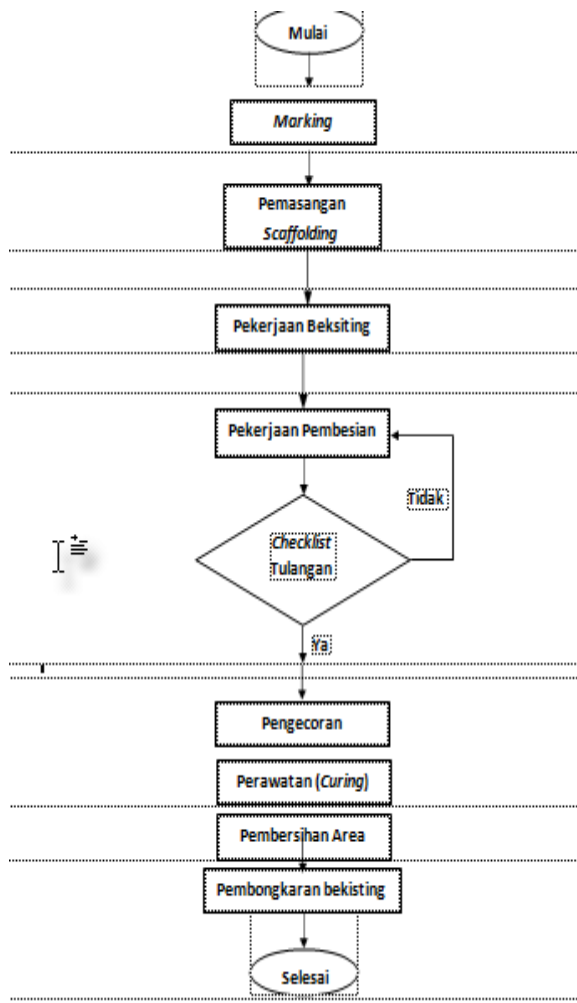 Mulai
Marking
Pemasangan
Scaffolding
Pekerjaan Beksiting
Pekerjaan Pembesian
Tidak
Checklist
Tulangan
Ya
Pengecoran
Perawatan (Curing)
Pembersihan Area
Pembongkaran bekisting
Selesai